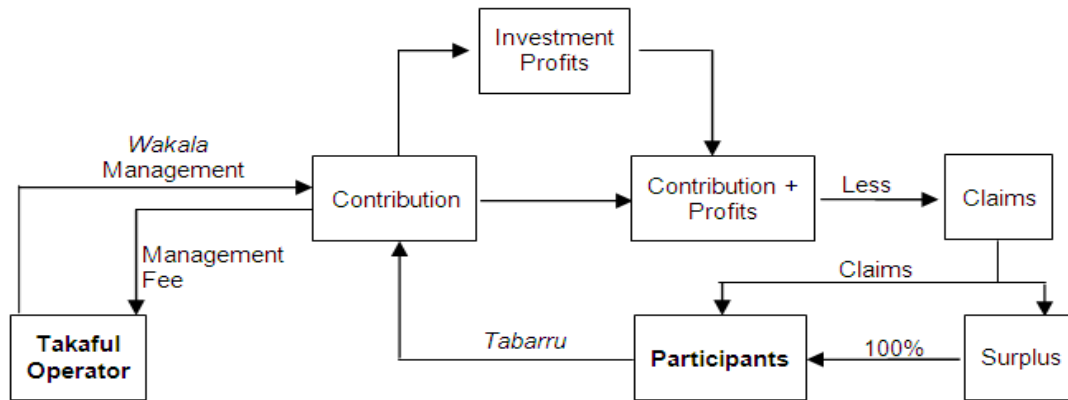 Investment
Profits
Wakala
Management
Contribution
Contribution +
Profits
Less
Claims
Management
Fee
Claims
Takaful
Operator
Tabarru
Participants
100%
Surplus